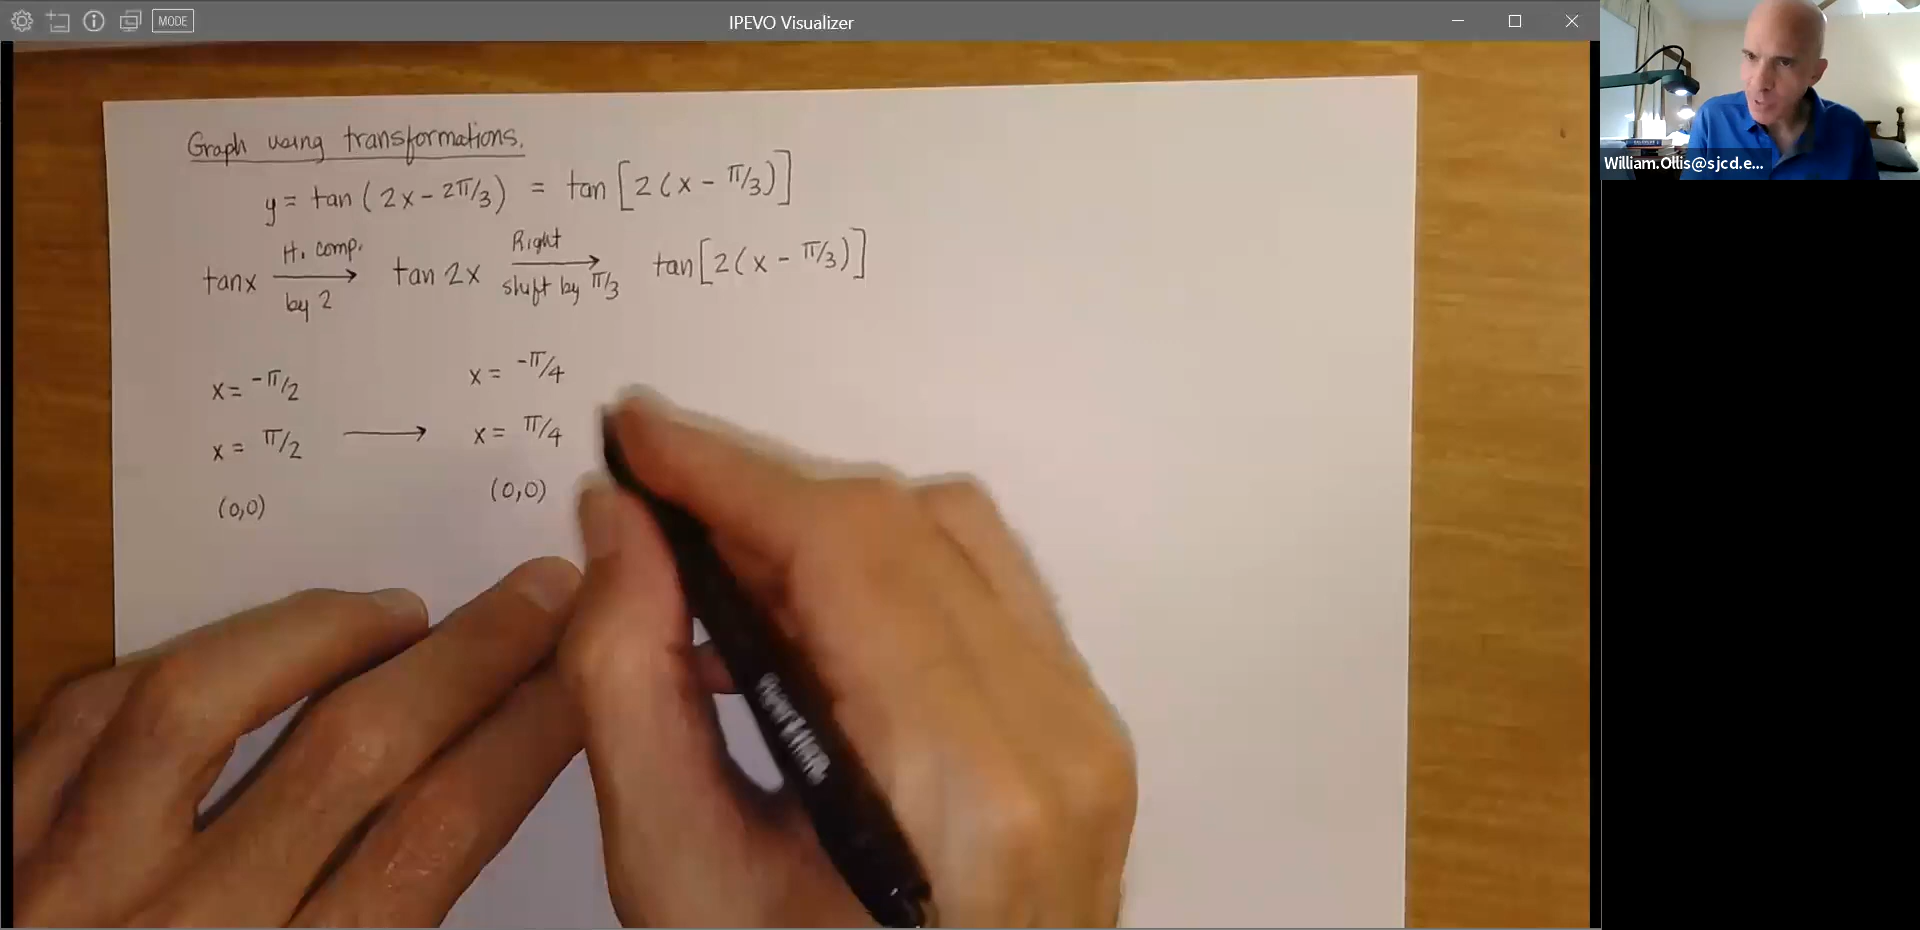 MODE
IPEVO Visualizer
William.Ollis@sjcd.e...
Graph using transformations.
y = tan ( 2x - 2π/3 ) = tan [ 2 ( x - π/3 ) ]
tanx H. comp. by 2 → tan 2x Right shift by π/3 → tan [ 2 ( x - π/3 ) ]
x = -π/2 x = -π/4
x = π/2 → x = π/4
(0,0) (0,0)